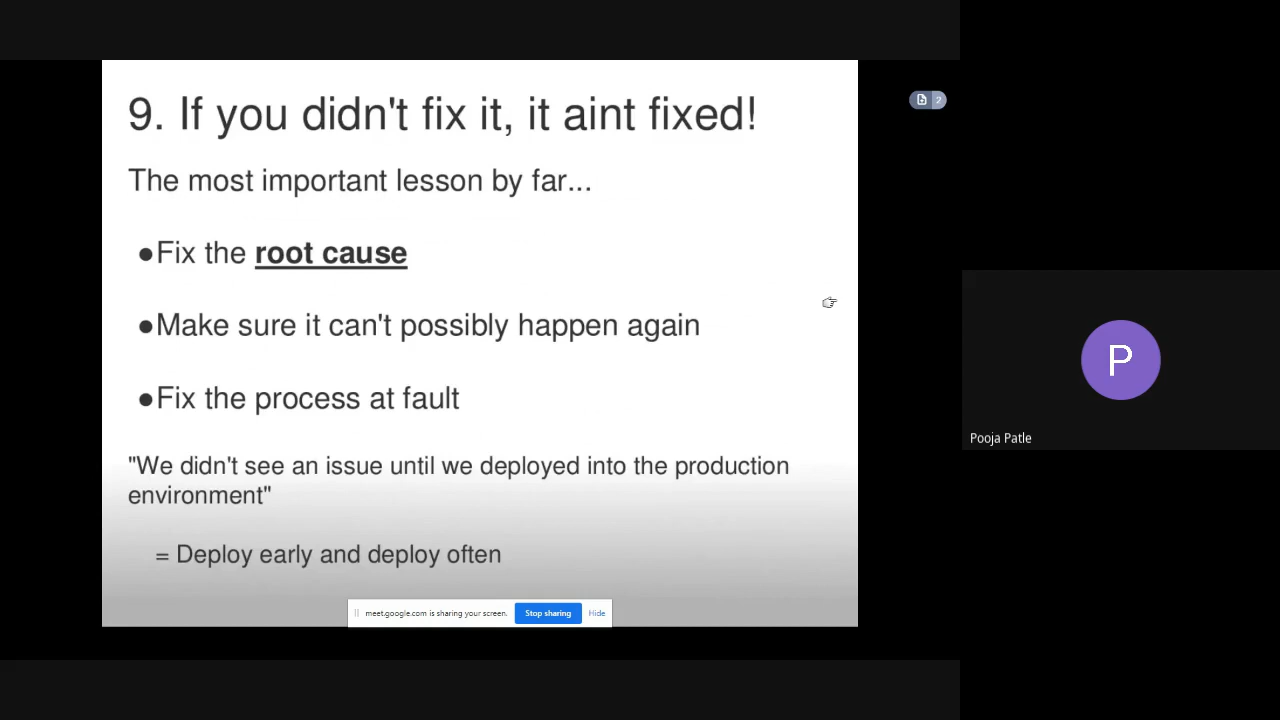 9. If you didn't fix it, it aint fixed!
The most important lesson by far...
●Fix the root cause
●Make sure it can't possibly happen again
●Fix the process at fault
"We didn't see an issue until we deployed into the production
environment"
= Deploy early and deploy often
meet.google.com is sharing your screen. Stop sharing Hide
2
P
Pooja Patle